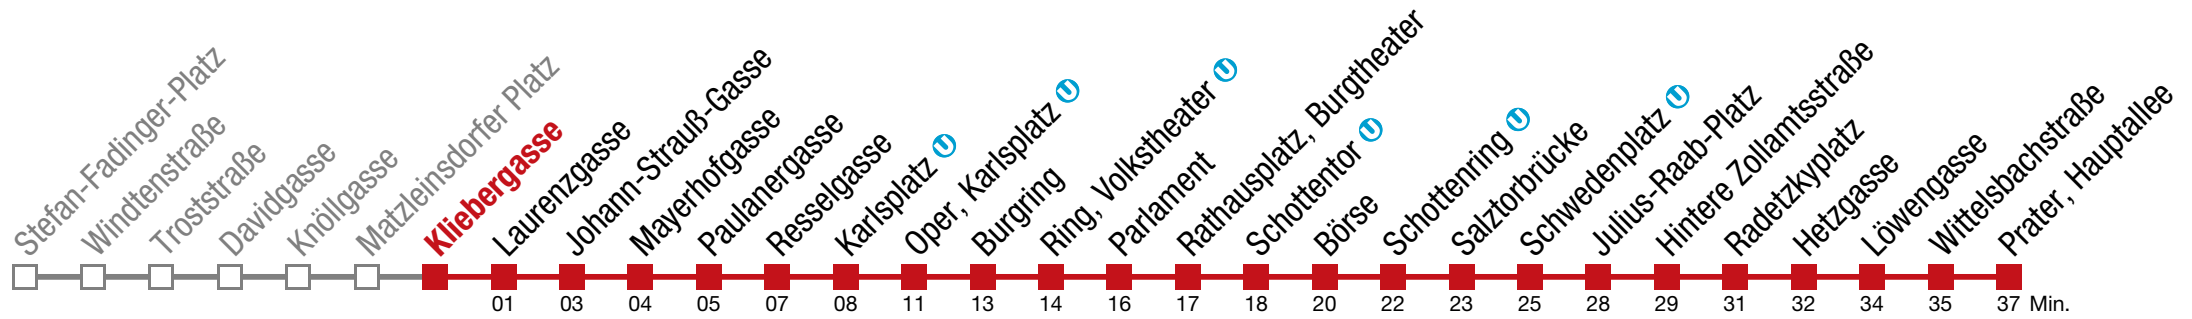 Stefan-Fadinger-Platz
Windtenstraße
Troststraße
Davidgasse
Knöllgasse
Matzleinsdorfer Platz
Kliebergasse
Laurenzgasse
Johann-Strauß-Gasse
Mayerhofgasse
Paulanergasse
Resselgasse
Karlsplatz U
Oper, Karlsplatz U
Burgring
Ring, Volkstheater U
Parlament
Rathausplatz, Burgtheater
Schottentor U
Börse
Schottenring U
Salztorbrücke
Schwedenplatz U
Julius-Raab-Platz
Hintere Zollamtsstraße
Radetzkyplatz
Hetzgasse
Löwengasse
Wittelsbachstraße
Prater, Hauptallee
01 03 04 05 07 08 11 13 14 16 17 18 20 22 23 25 28 29 31 32 34 35 37 Min.